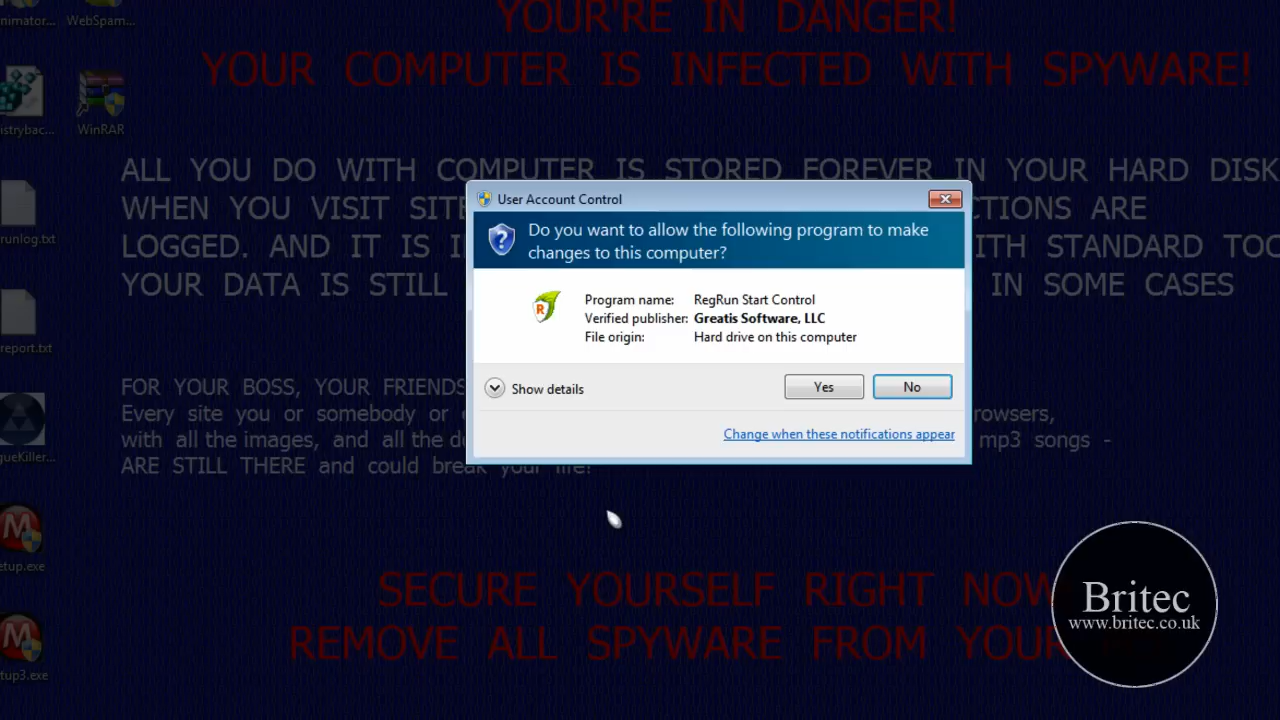 nimator...
WebSpam...
YOUR'RE IN DANGER!
YOUR COMPUTER IS INFECTED WITH SPYWARE!
istrybac...
WinRAR
ALL YOU DO WITH COMPUTER IS STORED FOREVER IN YOUR HARD DISK
WHEN YOU VISIT SITE CTIONS ARE
LOGGED. AND IT IS I ITH STANDARD TOO
YOUR DATA IS STILL IN SOME CASES
runlog.txt
User Account Control
Do you want to allow the following program to make
changes to this computer?
R
Program name: RegRun Start Control
Verified publisher: Greatis Software, LLC
File origin: Hard drive on this computer
Show details
Yes
No
Change when these notifications appear
report.txt
FOR YOUR BOSS, YOUR FRIENDS
Every site you or somebody or rowsers,
with all the images, and all the d mp3 songs -
ARE STILL THERE and could break your life!
gueKiller...
etup.exe
SECURE YOURSELF RIGHT NOW
REMOVE ALL SPYWARE FROM YOUR
tup3.exe
Britec
www.britec.co.uk